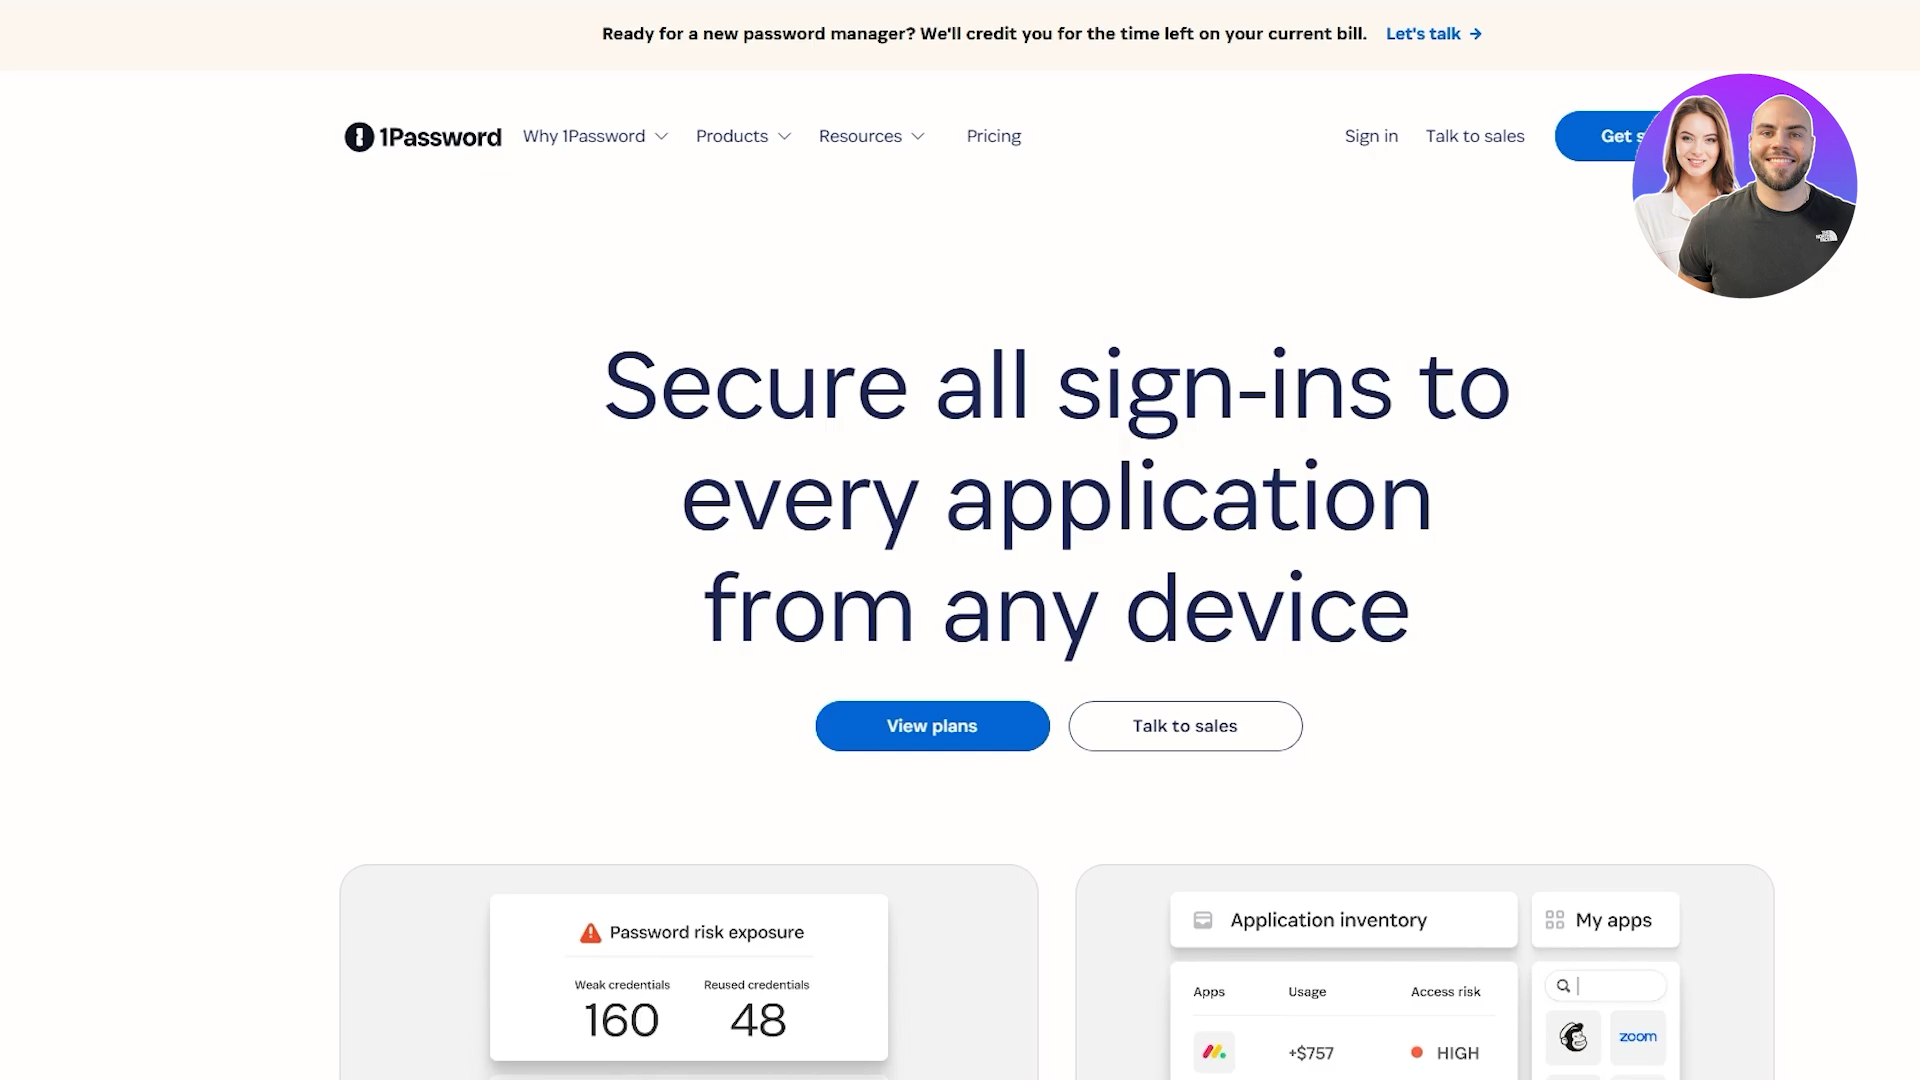 Ready for a new password manager? We'll credit you for the time left on your current bill. Let's talk →
1Password Why 1Password Products Resources Pricing Sign in Talk to sales Get
Secure all sign-ins to
every application
from any device
View plans Talk to sales
Password risk exposure
Weak credentials Reused credentials
160 48
Application inventory
Apps Usage Access risk
+$757 HIGH
My apps
zoom